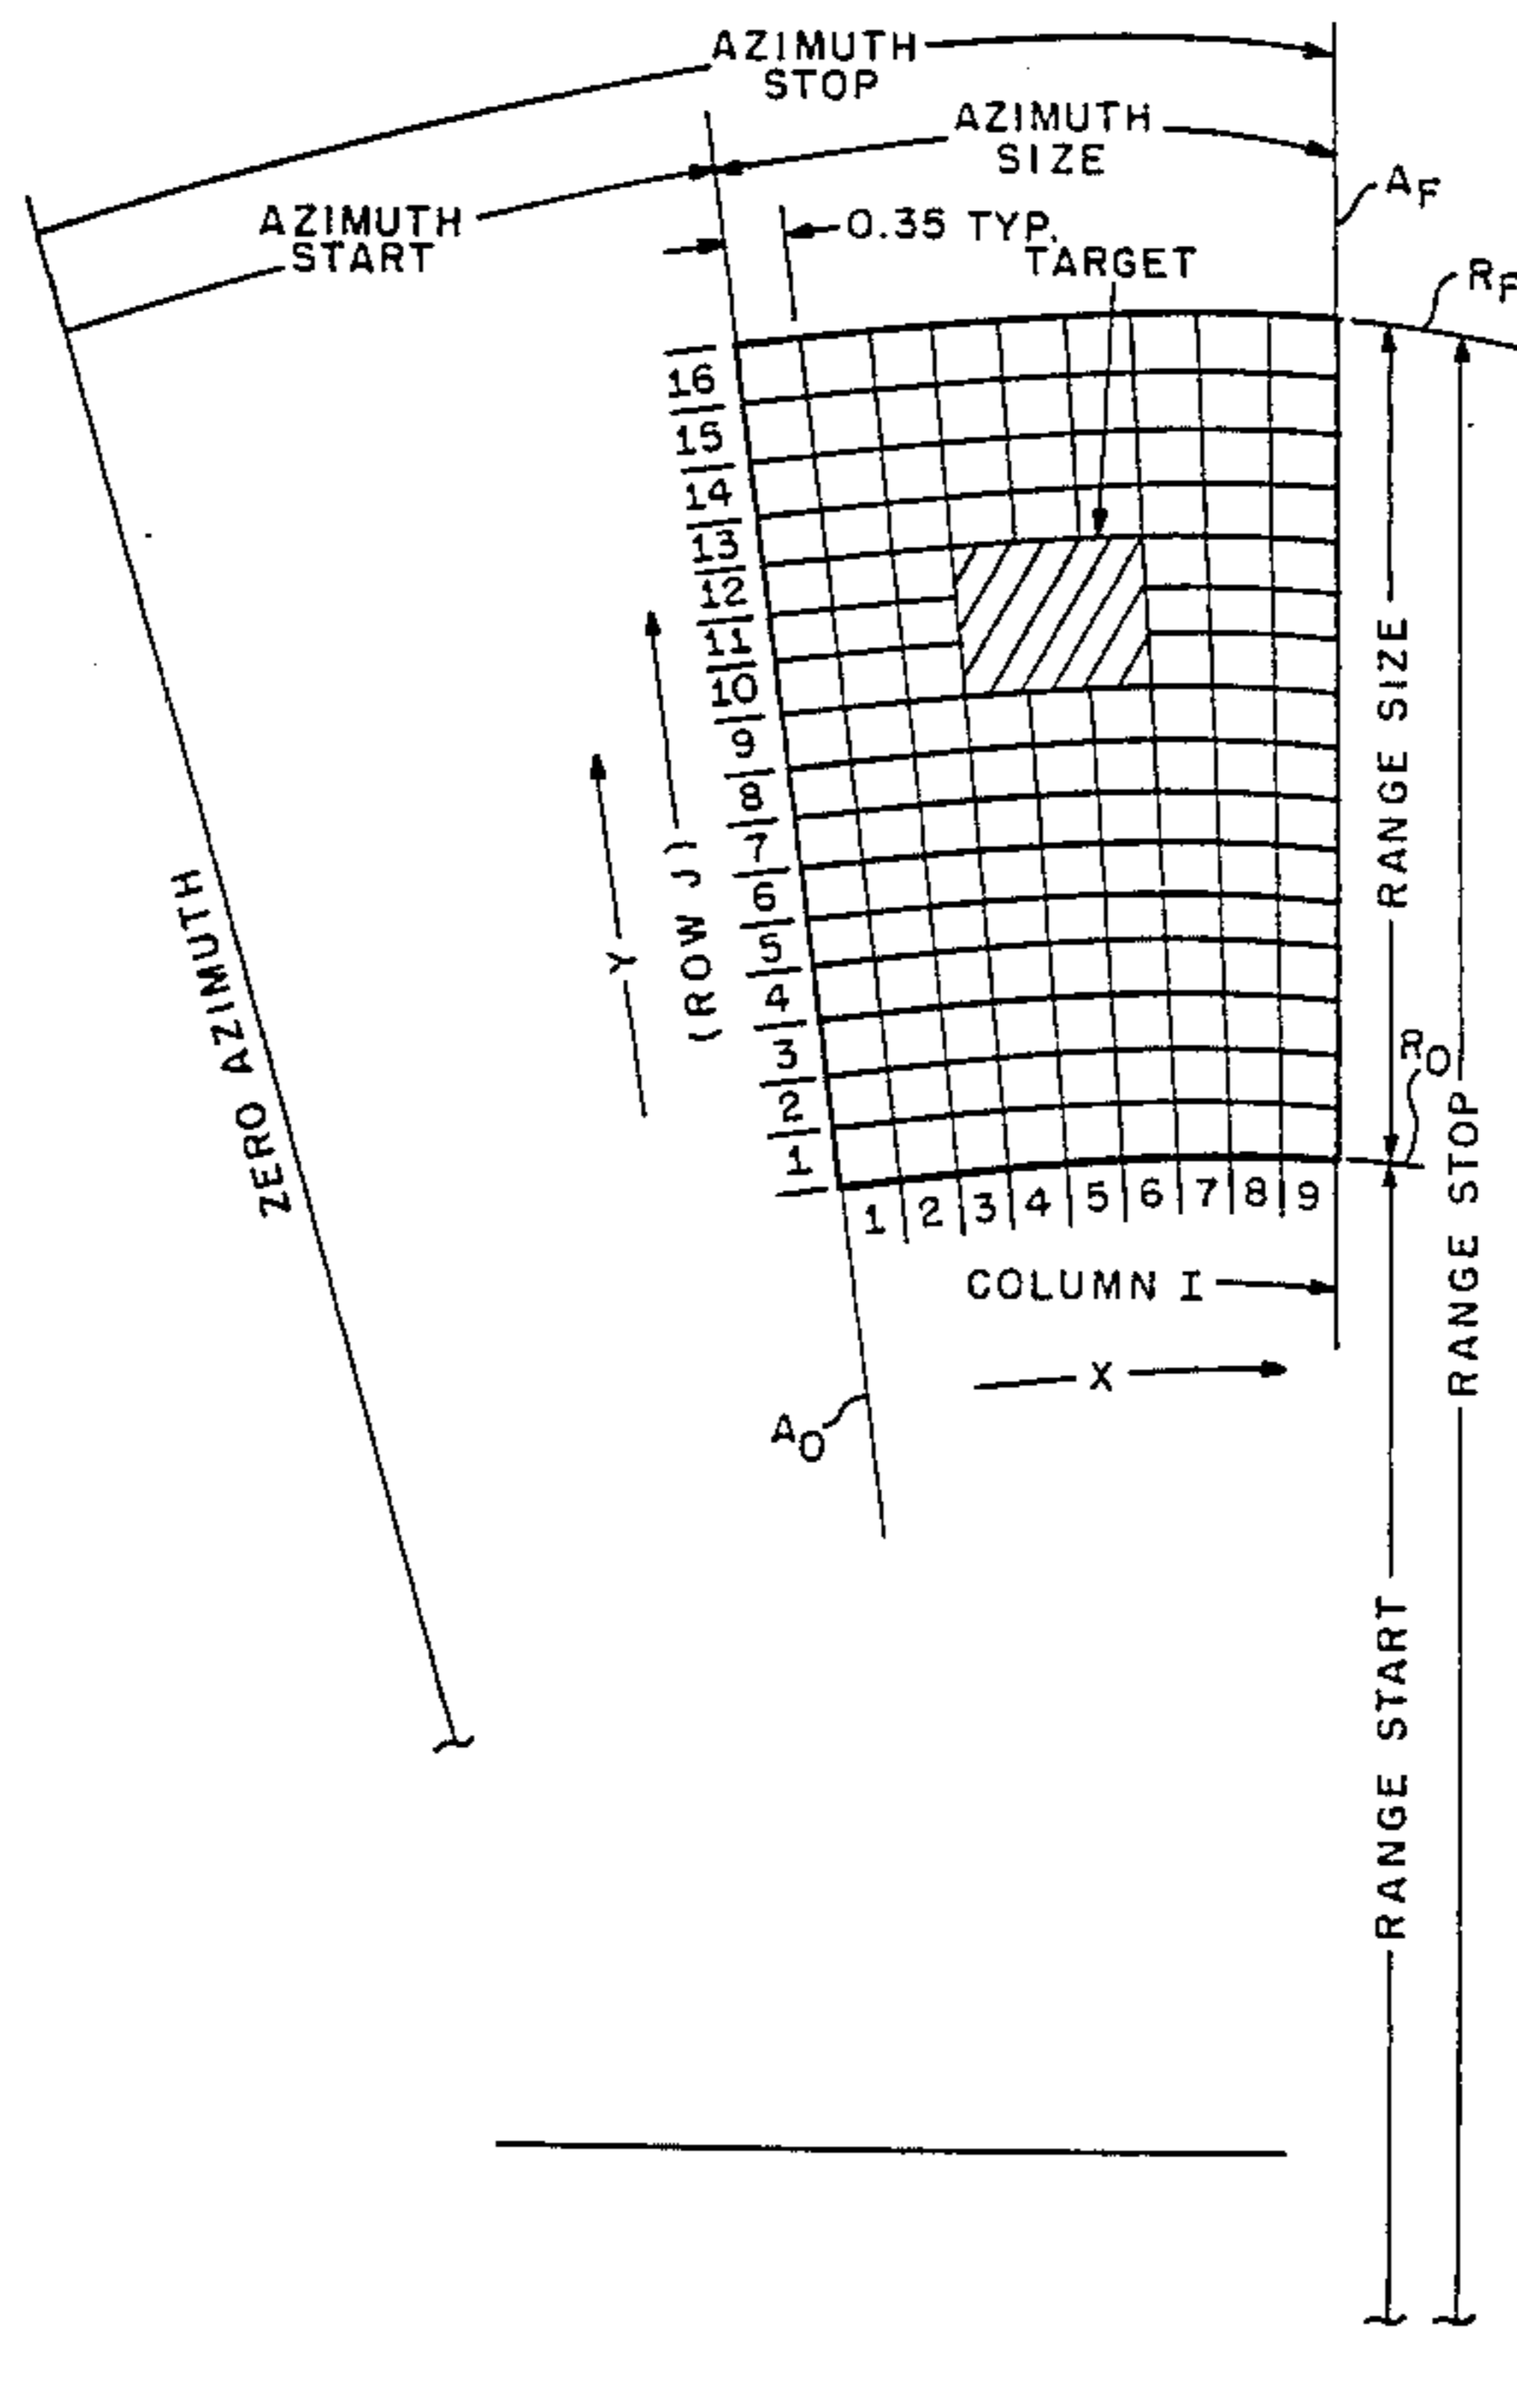 AZIMUTH
STOP
AZIMUTH
SIZE
AZIMUTH
START
0.35 TYP.
TARGET
A_F
R_F
16
15
14
13
12
11
10
9
8
7
6
5
4
3
2
1
(ROW J)
Y
ZERO AZIMUTH
RANGE SIZE
R_O
RANGE STOP
1 2 3 4 5 6 7 8 9
COLUMN I
X
A_O
RANGE START